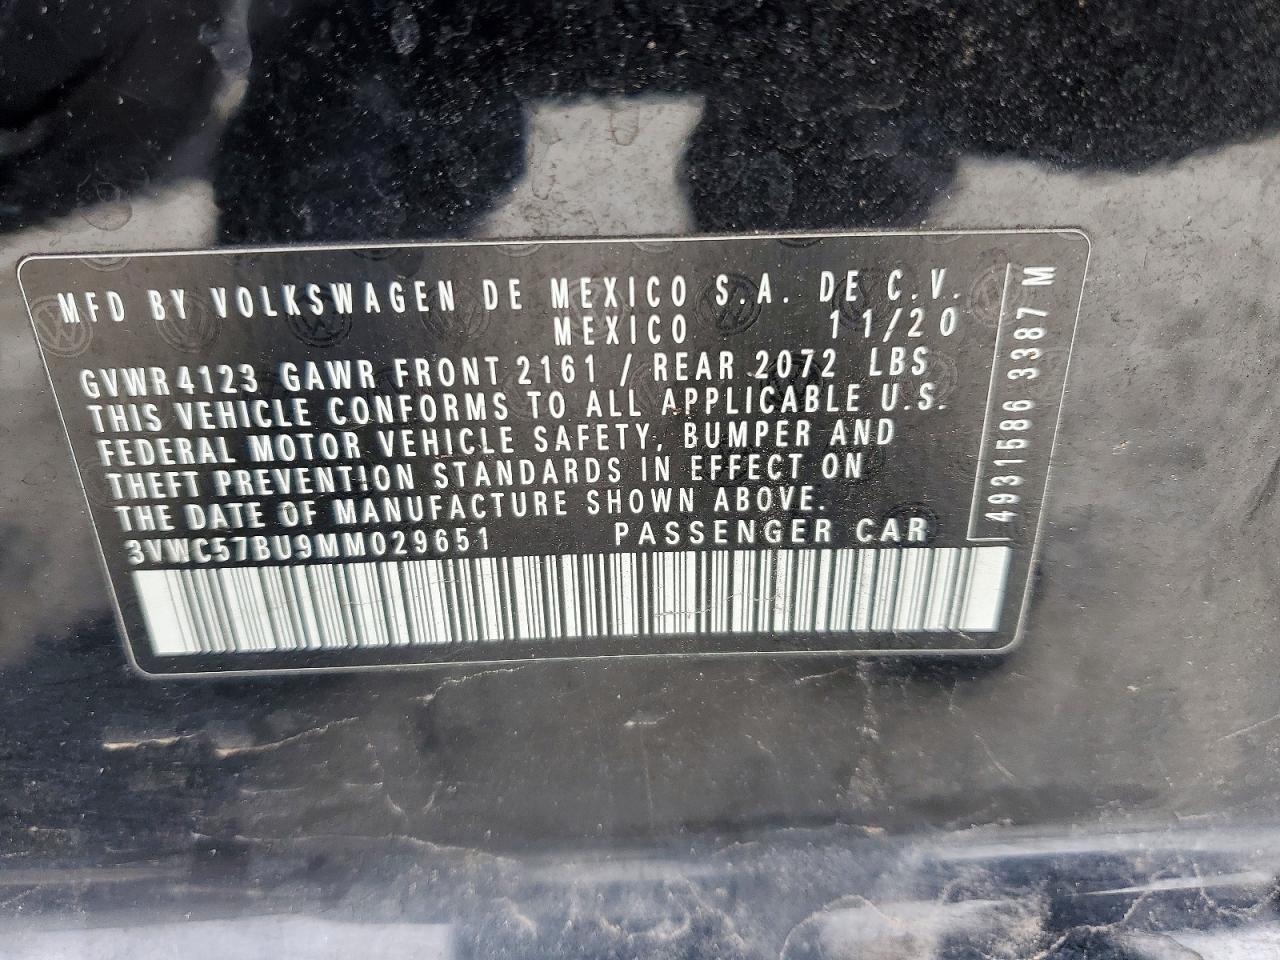 MFD BY VOLKSWAGEN DE MEXICO S.A. DE C.V.
MEXICO 11/20
GVWR 4123 GAWR FRONT 2161 / REAR 2072 LBS
THIS VEHICLE CONFORMS TO ALL APPLICABLE U.S.
FEDERAL MOTOR VEHICLE SAFETY, BUMPER AND
THEFT PREVENTION STANDARDS IN EFFECT ON
THE DATE OF MANUFACTURE SHOWN ABOVE.
3VWC57BU9MM029651 PASSENGER CAR
4931586 3387 M